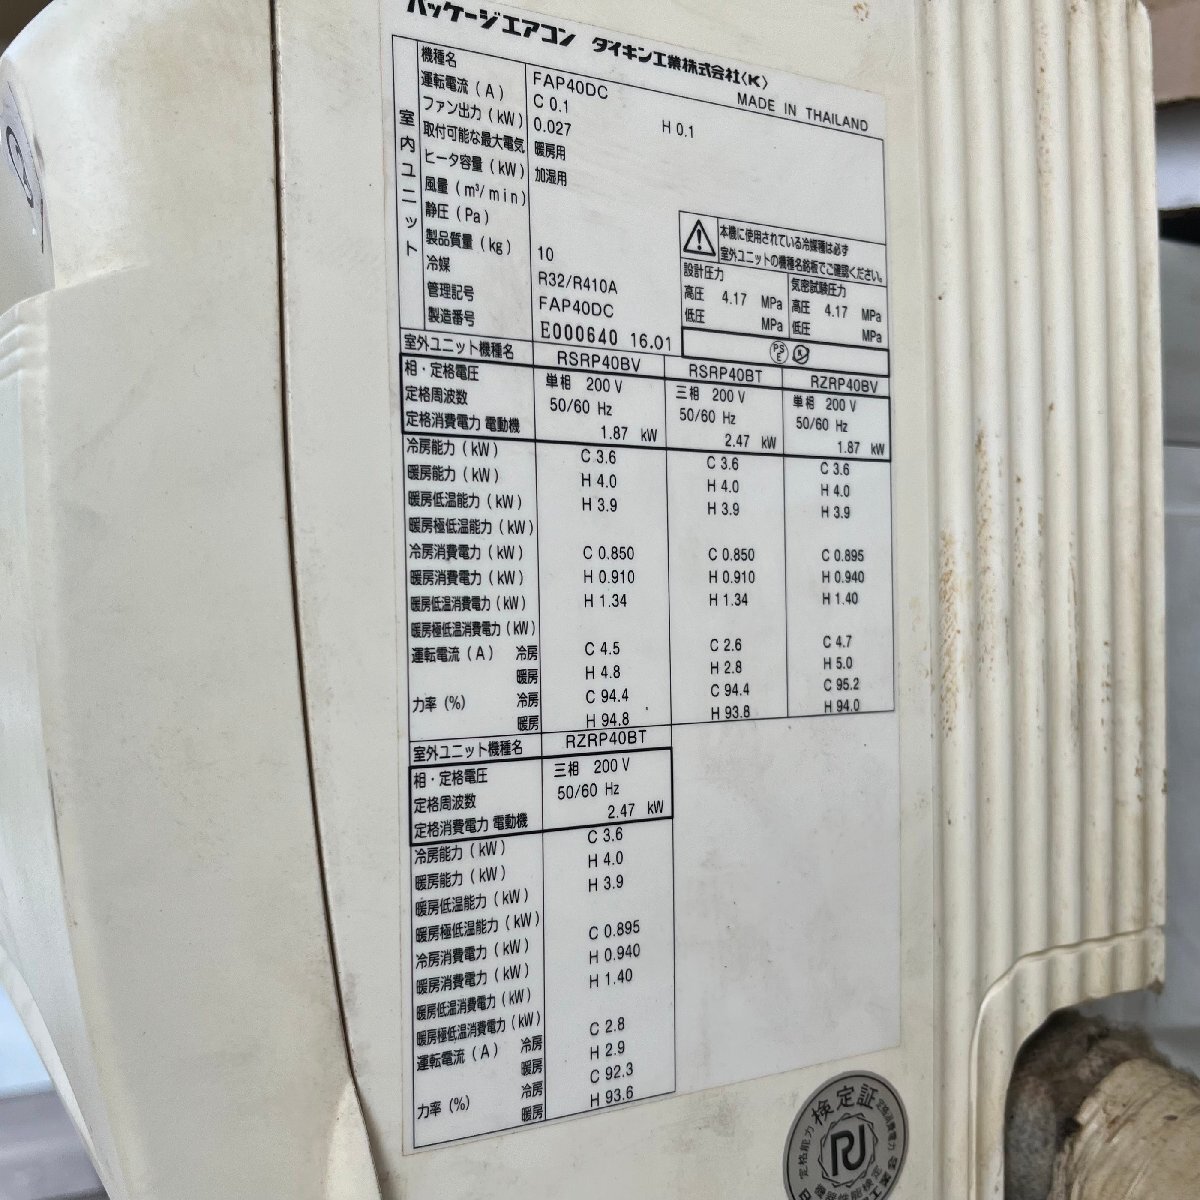 パッケージエアコン ダイキン工業株式会社〈K〉
MADE IN THAILAND
室内ユニット
機種名 FAP40DC
運転電流 (A) C 0.1 H 0.1
ファン出力 (kW) 0.027
取付可能な最大電気 暖房用
ヒータ容量 (kW) 加湿用
風量 (m³/min)
静圧 (Pa)
製品質量 (kg) 10
冷媒 R32/R410A
管理記号 FAP40DC
製造番号 E000640 16.01
本機に使用されている冷媒種は必ず
室外ユニットの機種名銘板でご確認ください。
設計圧力 気密試験圧力
高圧 4.17 MPa 高圧 4.17 MPa
低圧 MPa 低圧 MPa
PS E
室外ユニット機種名 RSRP40BV RSRP40BT RZRP40BV
相・定格電圧 単相 200 V 三相 200 V 単相 200 V
定格周波数 50/60 Hz 50/60 Hz 50/60 Hz
定格消費電力 電動機 1.87 kW 2.47 kW 1.87 kW
冷房能力 (kW) C 3.6 C 3.6 C 3.6
暖房能力 (kW) H 4.0 H 4.0 H 4.0
暖房低温能力 (kW) H 3.9 H 3.9 H 3.9
暖房極低温能力 (kW)
冷房消費電力 (kW) C 0.850 C 0.850 C 0.895
暖房消費電力 (kW) H 0.910 H 0.910 H 0.940
暖房低温消費電力 (kW) H 1.34 H 1.34 H 1.40
暖房極低温消費電力 (kW)
運転電流 (A) 冷房 C 4.5 C 2.6 C 4.7
暖房 H 4.8 H 2.8 H 5.0
力率 (%) 冷房 C 94.4 C 94.4 C 95.2
暖房 H 94.8 H 93.8 H 94.0
室外ユニット機種名 RZRP40BT
相・定格電圧 三相 200 V
定格周波数 50/60 Hz
定格消費電力 電動機 2.47 kW
冷房能力 (kW) C 3.6
暖房能力 (kW) H 4.0
暖房低温能力 (kW) H 3.9
暖房極低温能力 (kW)
冷房消費電力 (kW) C 0.895
暖房消費電力 (kW) H 0.940
暖房低温消費電力 (kW) H 1.40
暖房極低温消費電力 (kW)
運転電流 (A) 冷房 C 2.8
暖房 H 2.9
力率 (%) 冷房 C 92.3
暖房 H 93.6
検定証
定格能力
定格消費電力
機器性能検定